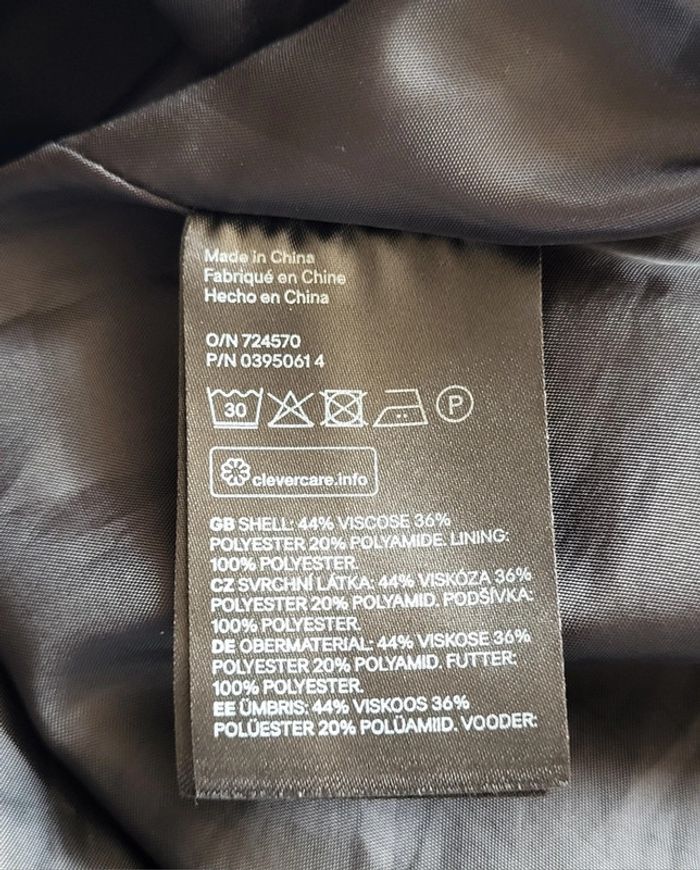 Made in China
Fabriqué en Chine
Hecho en China
O/N 724570
P/N 0395061 4
30 P
clevercare.info
GB SHELL: 44% VISCOSE 36%
POLYESTER 20% POLYAMIDE. LINING:
100% POLYESTER.
CZ SVRCHNÍ LÁTKA: 44% VISKÓZA 36%
POLYESTER 20% POLYAMID. PODŠÍVKA:
100% POLYESTER.
DE OBERMATERIAL: 44% VISKOSE 36%
POLYESTER 20% POLYAMID. FUTTER:
100% POLYESTER.
EE ÜMBRIS: 44% VISKOOS 36%
POLÜESTER 20% POLÜAMIID. VOODER: